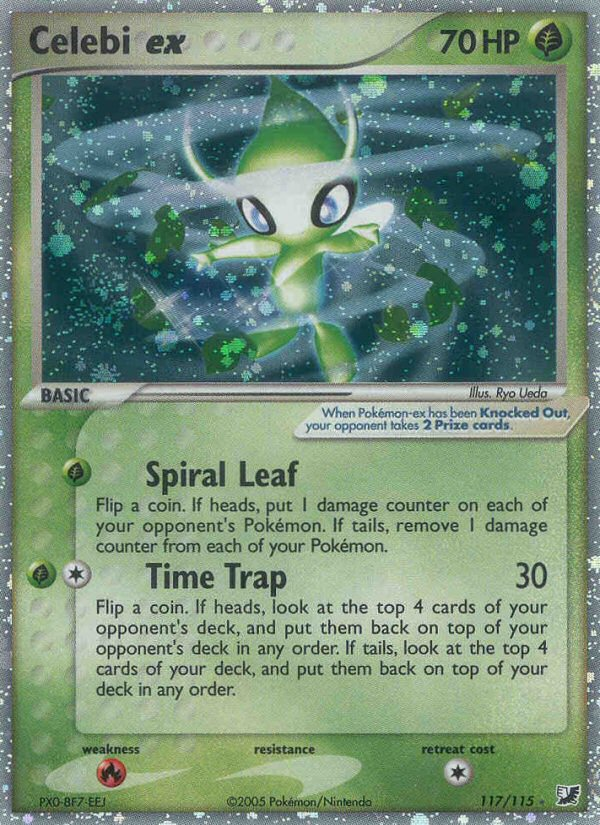 Celebi ex 70 HP
BASIC
Illus. Ryo Ueda
When Pokémon-ex has been Knocked Out,
your opponent takes 2 Prize cards.
Spiral Leaf
Flip a coin. If heads, put 1 damage counter on each of
your opponent's Pokémon. If tails, remove 1 damage
counter from each of your Pokémon.
Time Trap 30
Flip a coin. If heads, look at the top 4 cards of your
opponent's deck, and put them back on top of your
opponent's deck in any order. If tail, look at the top 4
cards of your deck, and put them back on top of your
deck in any order.
weakness resistance retreat cost
PX0-8F7-EEJ ©2005 Pokémon/Nintendo 117/115